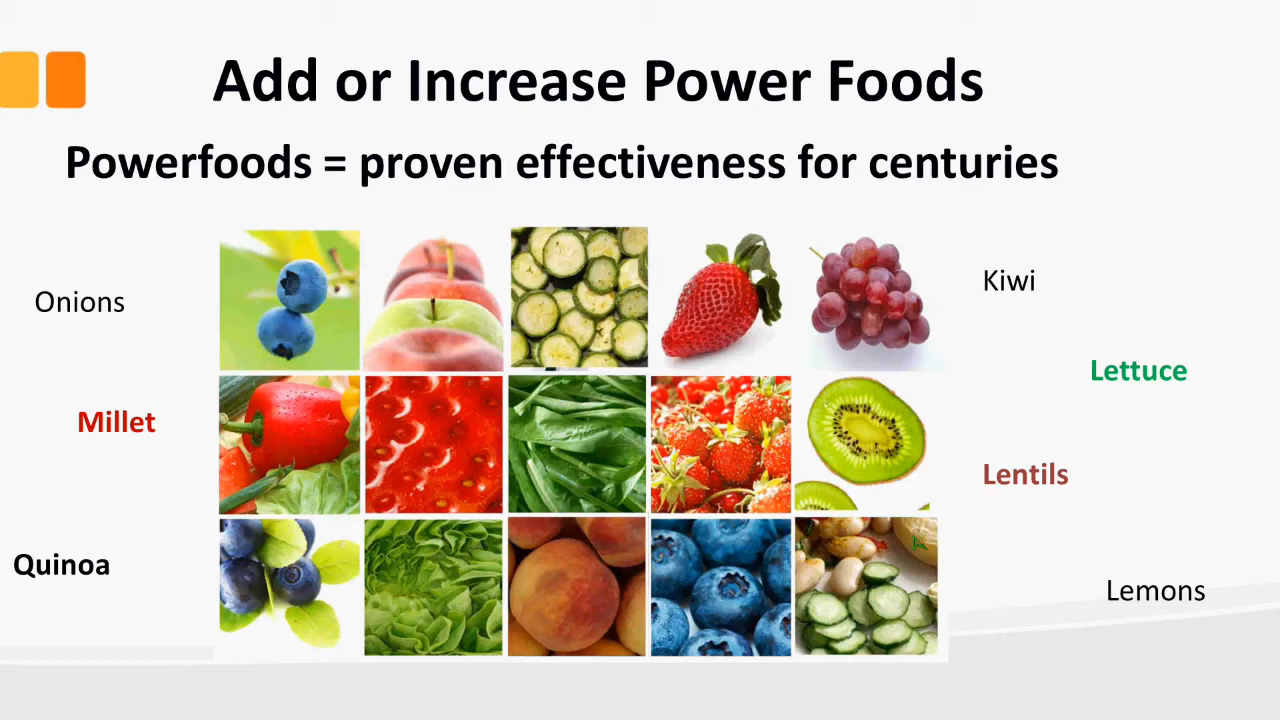 Add or Increase Power Foods
Powerfoods = proven effectiveness for centuries
Onions
Kiwi
Lettuce
Millet
Lentils
Quinoa
Lemons